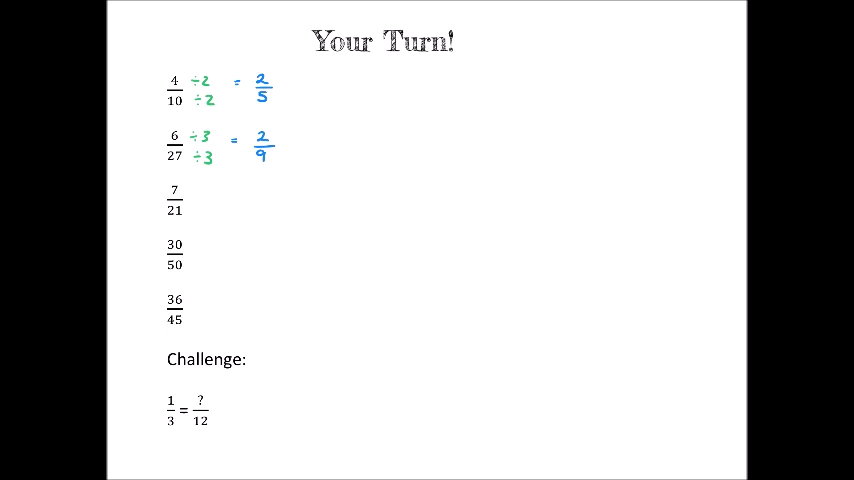 Your Turn!
4/10 ÷2/÷2 = 2/5
6/27 ÷3/÷3 = 2/9
7/21
30/50
36/45
Challenge:
1/3 = ?/12